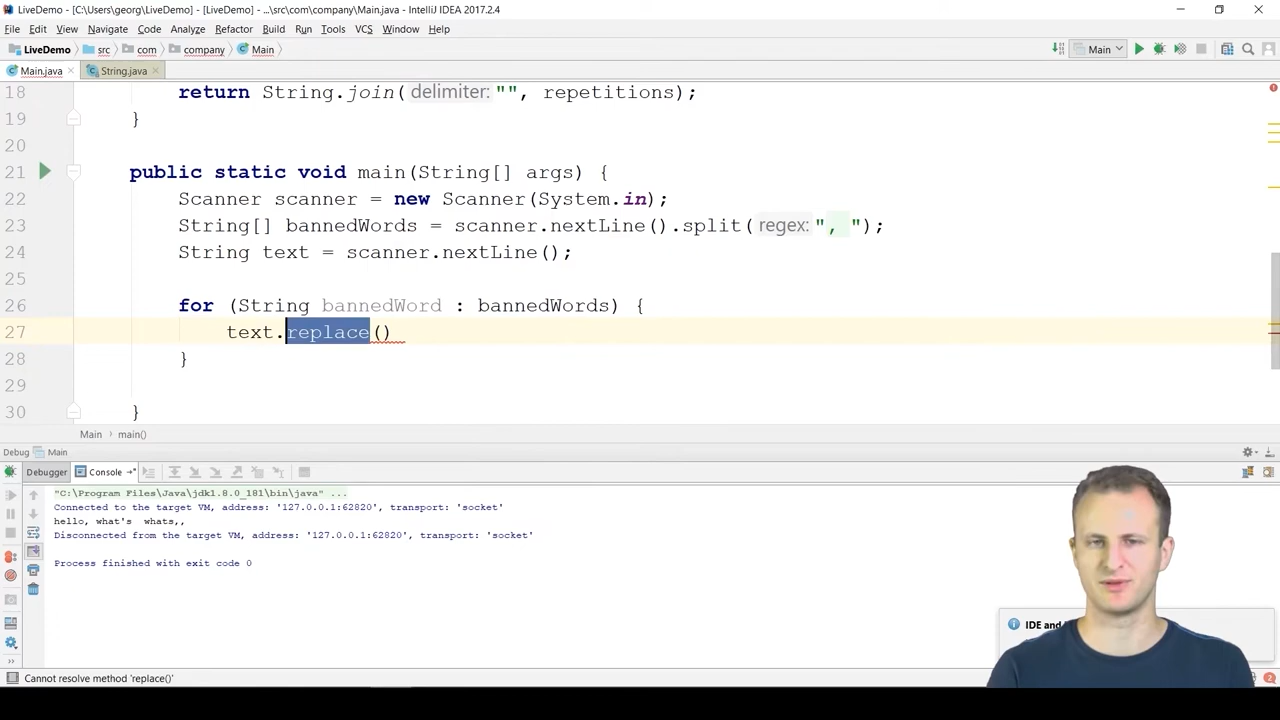 LiveDemo - [C:\Users\georg\LiveDemo] - [LiveDemo] - ...\src\com\company\Main.java - IntelliJ IDEA 2017.2.4
File Edit View Navigate Code Analyze Refactor Build Run Tools VCS Window Help
LiveDemo src com company Main Main
Main.java String.java
18 return String.join( delimiter: "", repetitions);
19 }
20
21 public static void main(String[] args) {
22 Scanner scanner = new Scanner(System.in);
23 String[] bannedWords = scanner.nextLine().split( regex: ", ");
24 String text = scanner.nextLine();
25
26 for (String bannedWord : bannedWords) {
27 text.replace()
28 }
29
30 }
Main main()
Debug Main
Debugger Console
"C:\Program Files\Java\jdk1.8.0_181\bin\java" ...
Connected to the target VM, address: '127.0.0.1:62820', transport: 'socket'
hello, what's  whats,,
Disconnected from the target VM, address: '127.0.0.1:62820', transport: 'socket'
Process finished with exit code 0
IDE and
Cannot resolve method 'replace()'
2